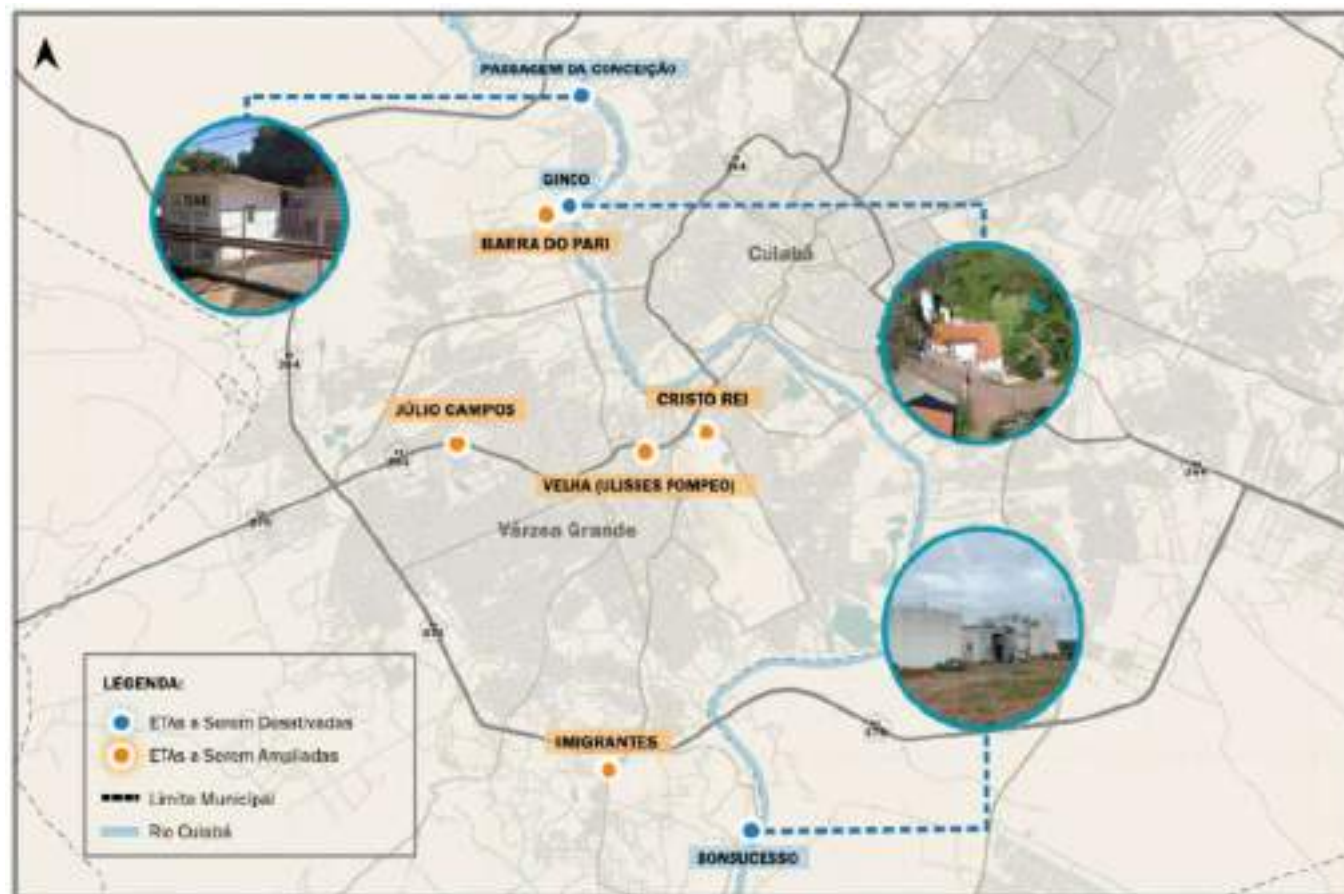 PASSAGEM DA CONCEIÇÃO
GINCO
BARRA DO PARI
Cuiabá
CRISTO REI
JÚLIO CAMPOS
VELHA (ULISSES POMPEO)
Várzea Grande
IMIGRANTES
BONSUCESSO
LEGENDA:
ETAs a Serem Desativadas
ETAs a Serem Ampliadas
Limite Municipal
Rio Cuiabá